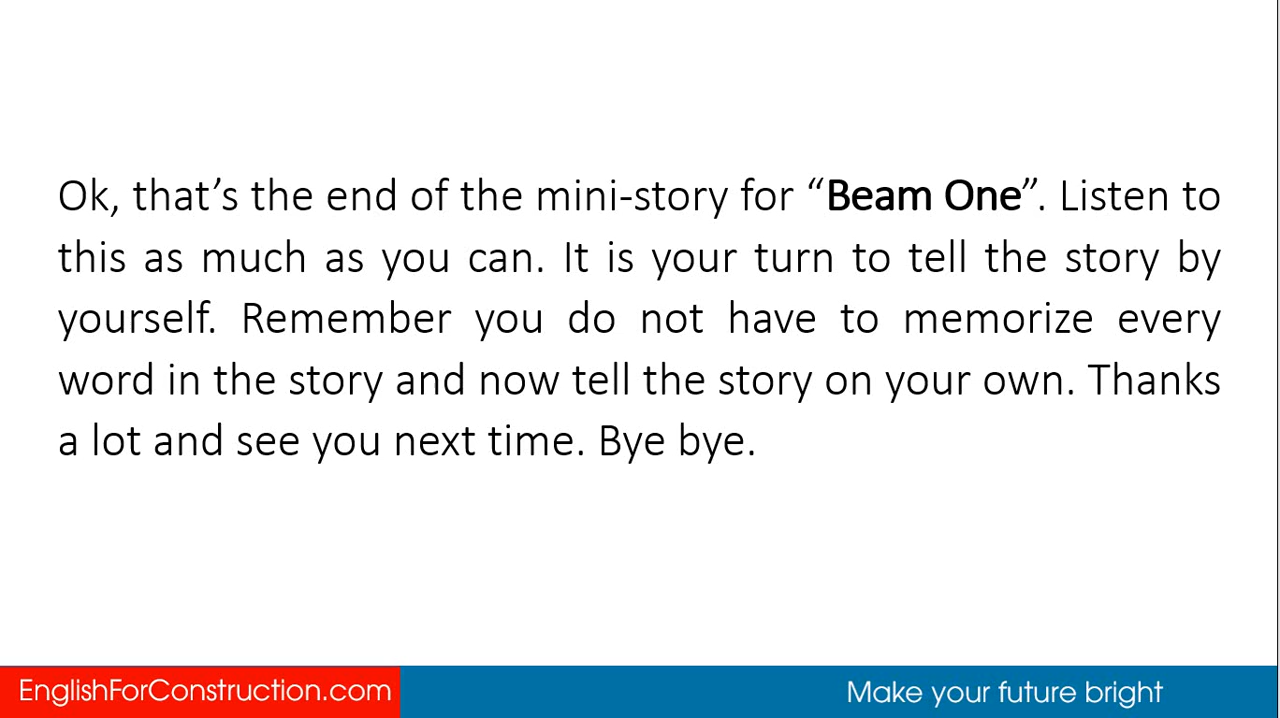 Ok, that’s the end of the mini-story for “Beam One”. Listen to
this as much as you can. It is your turn to tell the story by
yourself. Remember you do not have to memorize every
word in the story and now tell the story on your own. Thanks
a lot and see you next time. Bye bye.
EnglishForConstruction.com
Make your future bright